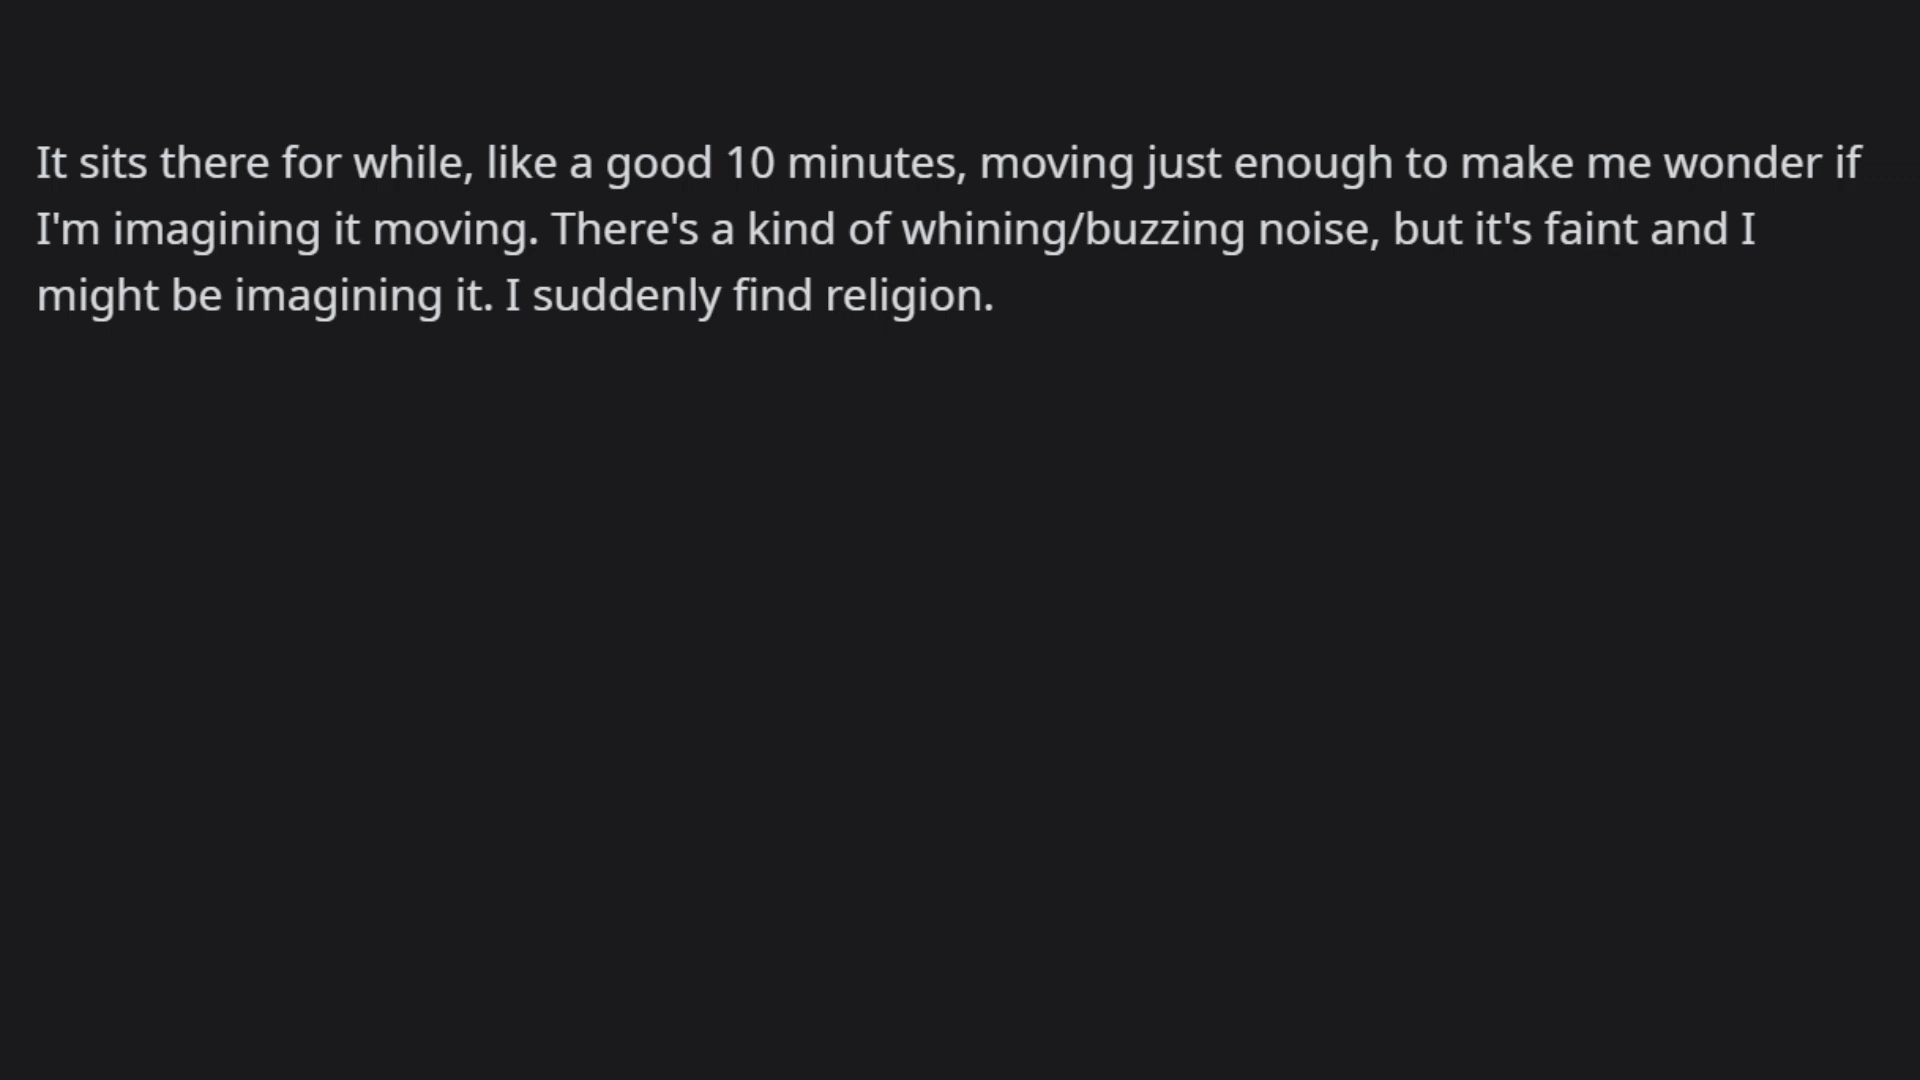 It sits there for while, like a good 10 minutes, moving just enough to make me wonder if
I'm imagining it moving. There's a kind of whining/buzzing noise, but it's faint and I
might be imagining it. I suddenly find religion.